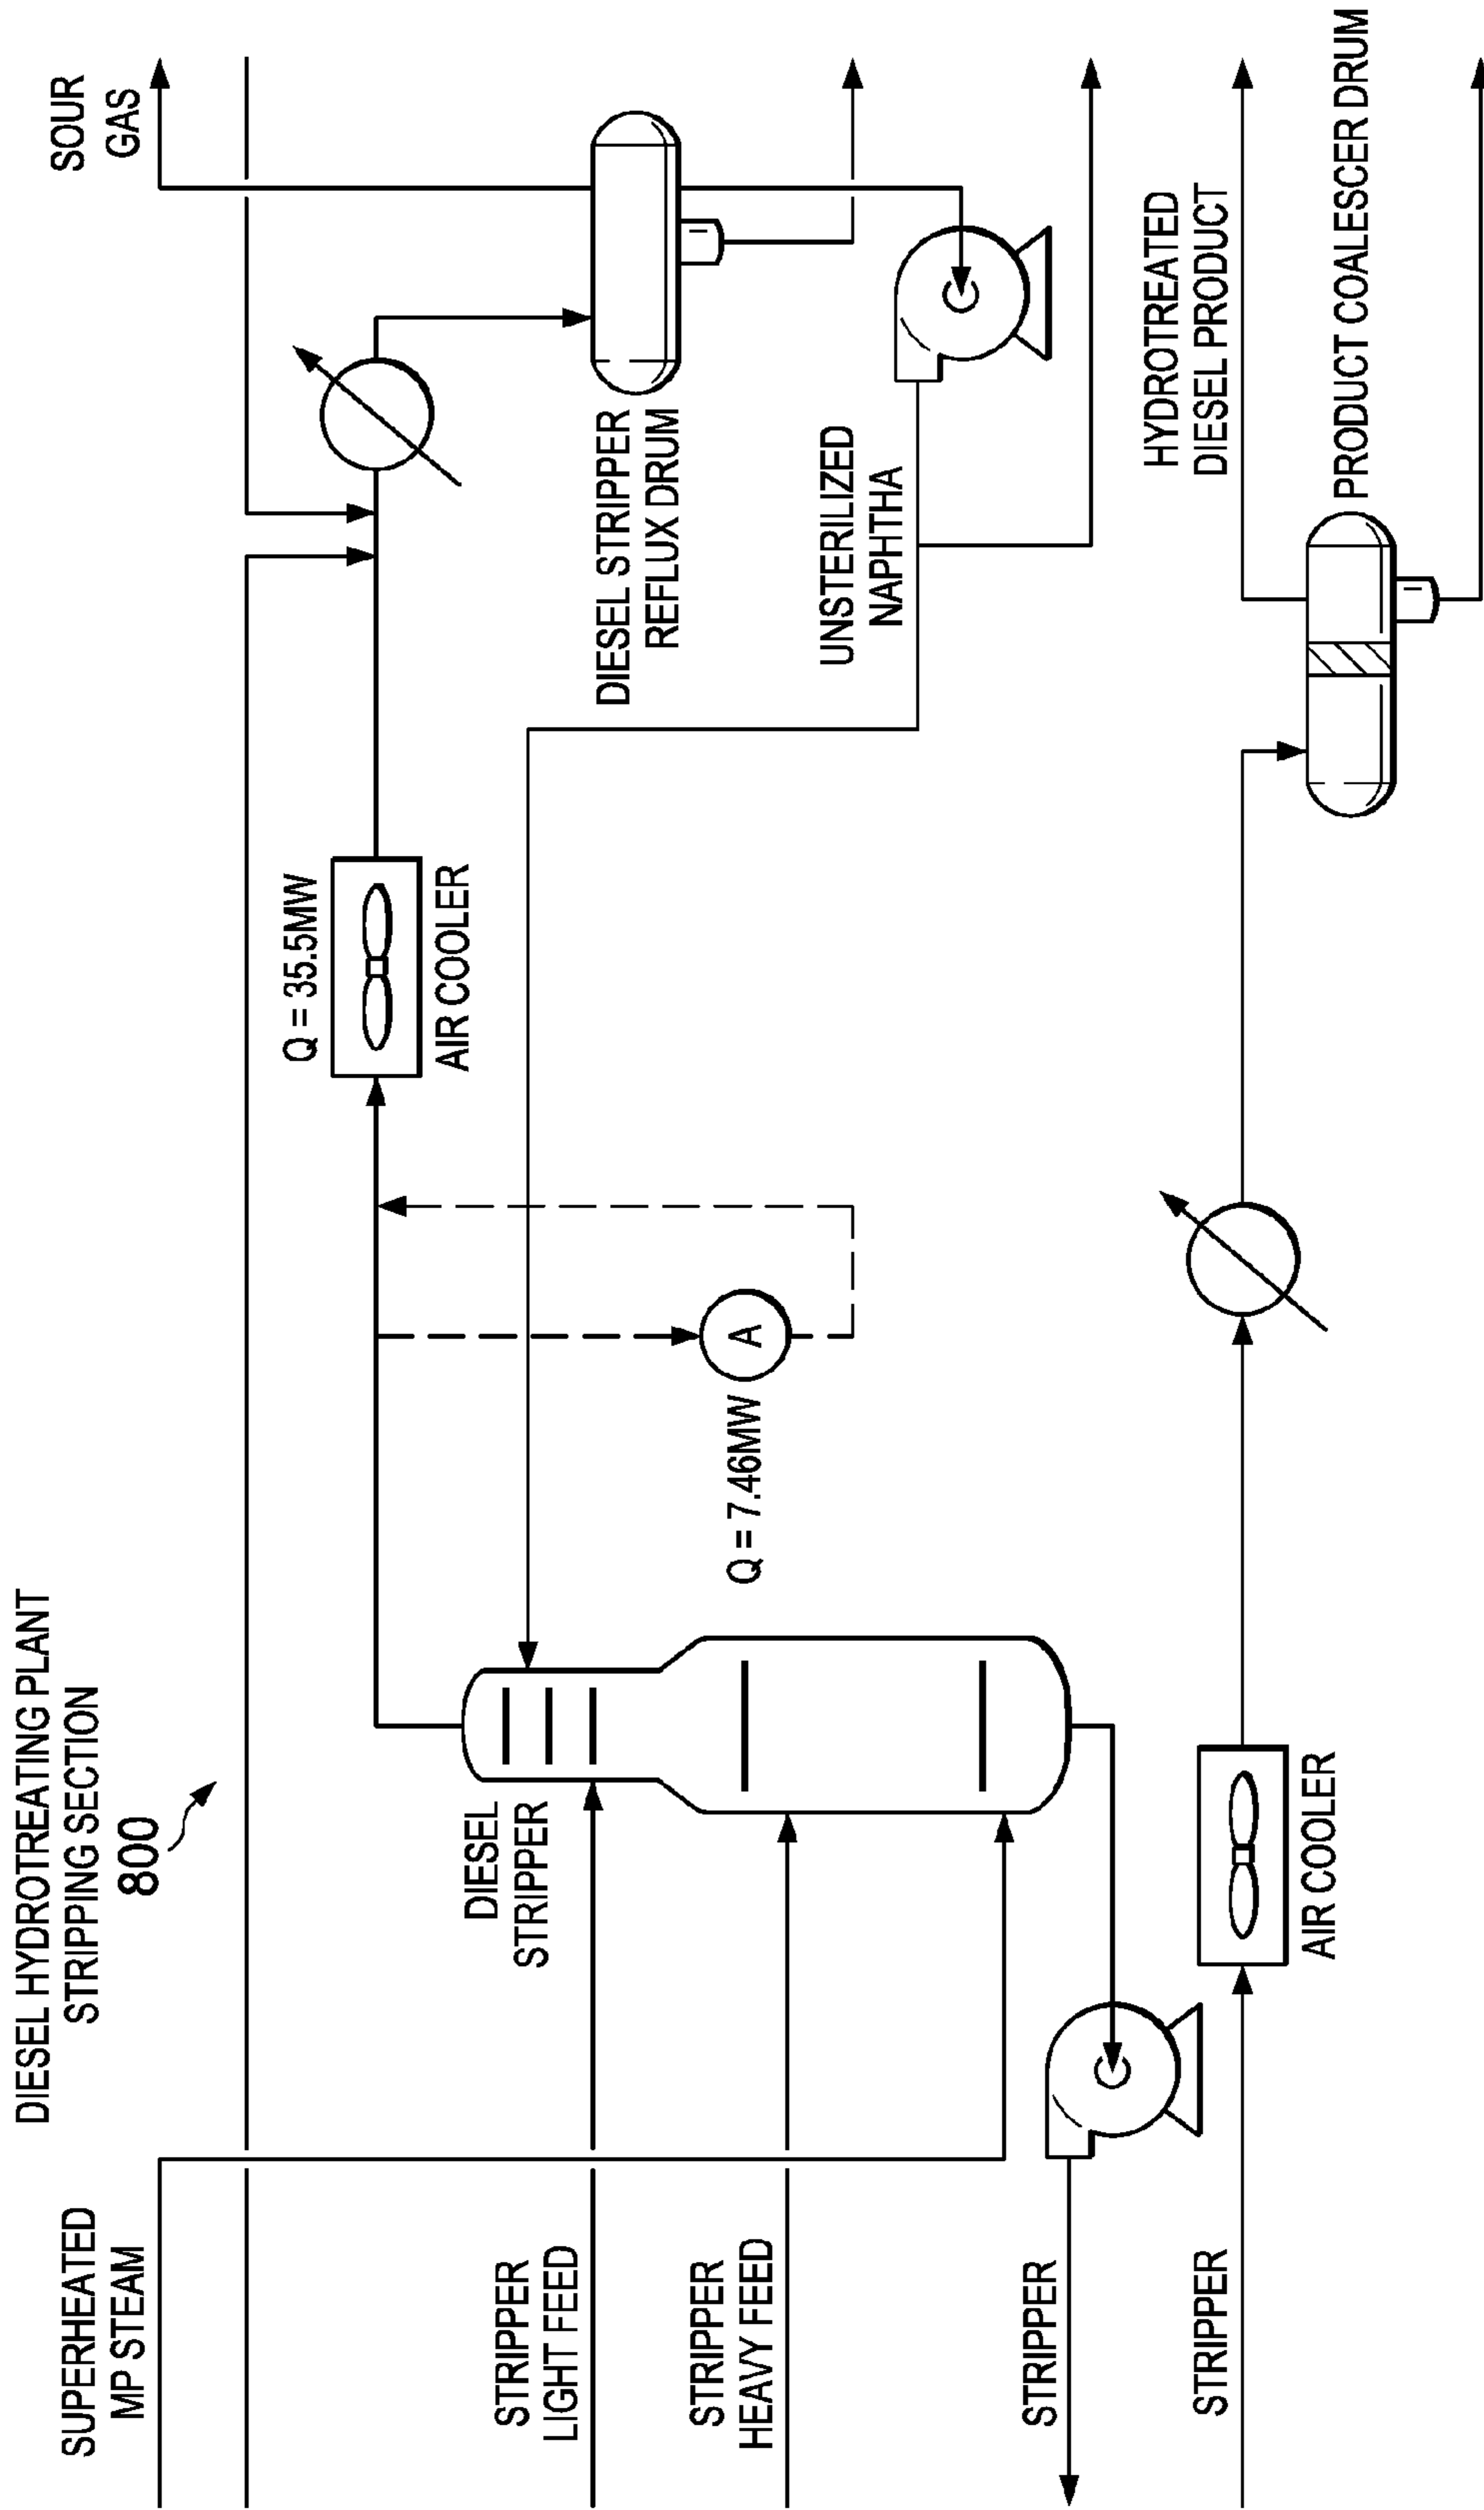 DIESEL HYDROTREATING PLANT
STRIPPING SECTION
800
SUPERHEATED
MP STEAM
SOUR
GAS
Q = 35.5MW
AIR COOLER
DIESEL
STRIPPER
STRIPPER
LIGHT FEED
DIESEL STRIPPER
REFLUX DRUM
STRIPPER
HEAVY FEED
Q = 7.46MW
A
UNSTERILIZED
NAPHTHA
STRIPPER
STRIPPER
AIR COOLER
HYDROTREATED
DIESEL PRODUCT
PRODUCT COALESCER DRUM